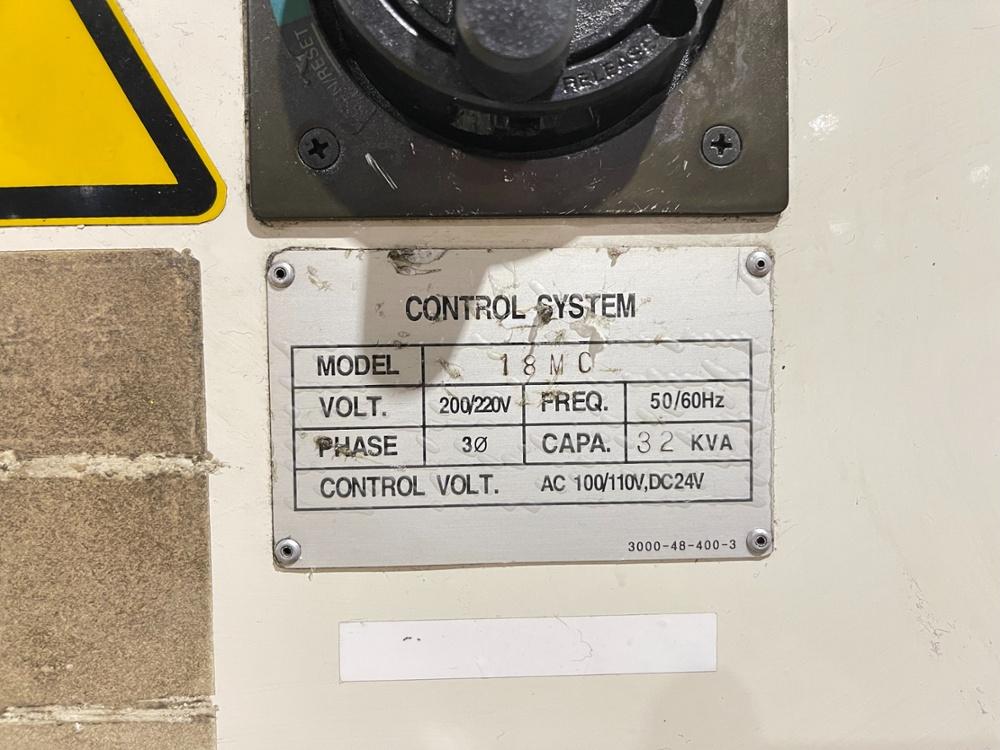 RELEASE
/RESET
CONTROL SYSTEM
MODEL 18MC
VOLT. 200/220V FREQ. 50/60Hz
PHASE 3Ø CAPA. 32 KVA
CONTROL VOLT. AC 100/110V,DC24V
3000-48-400-3